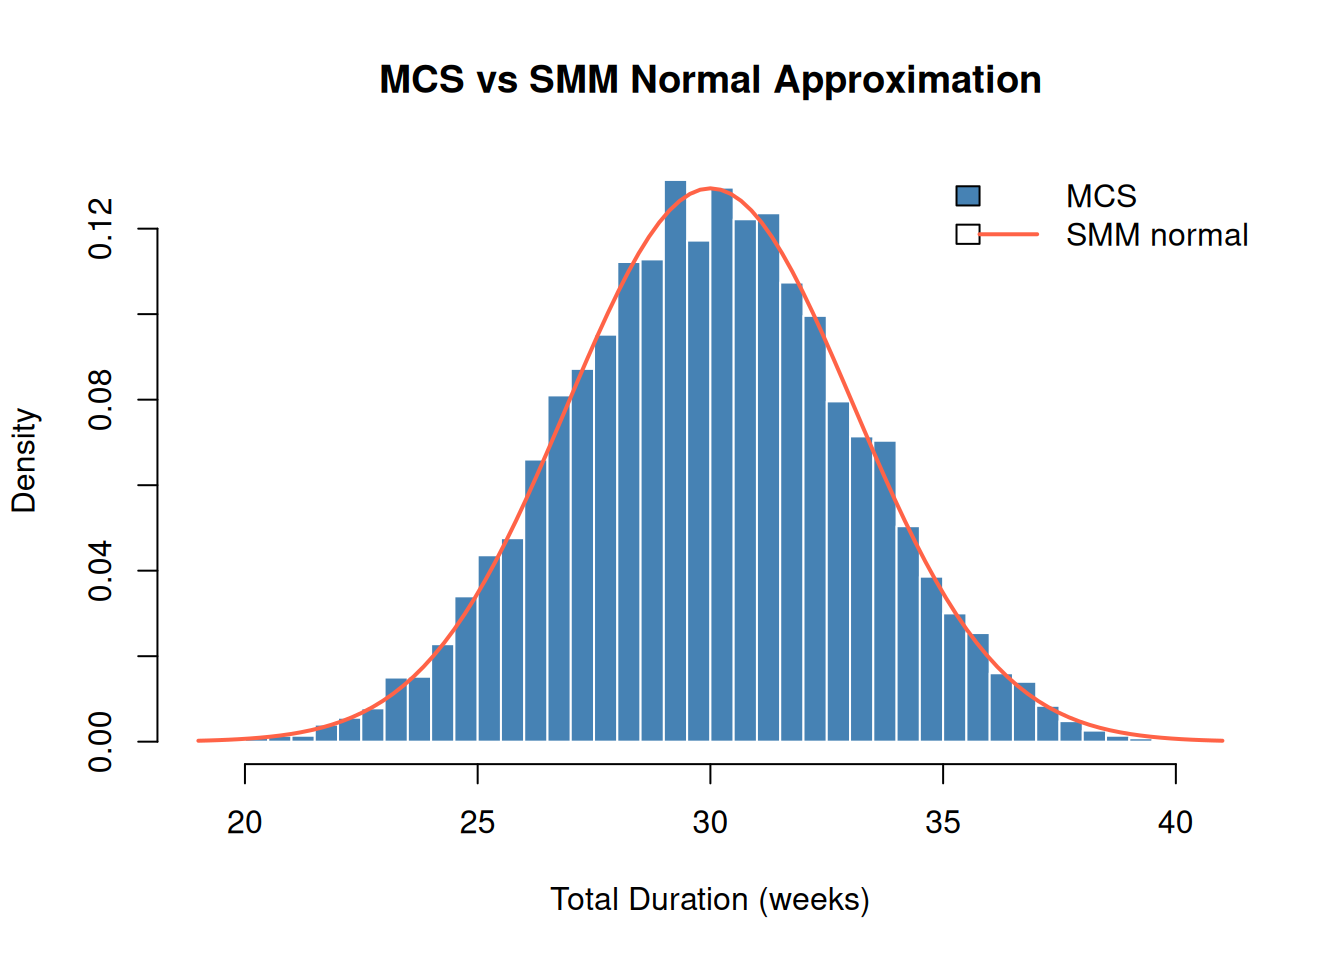 MCS vs SMM Normal Approximation
MCS
SMM normal
0.12
0.08
0.04
0.00
Density
20 25 30 35 40
Total Duration (weeks)